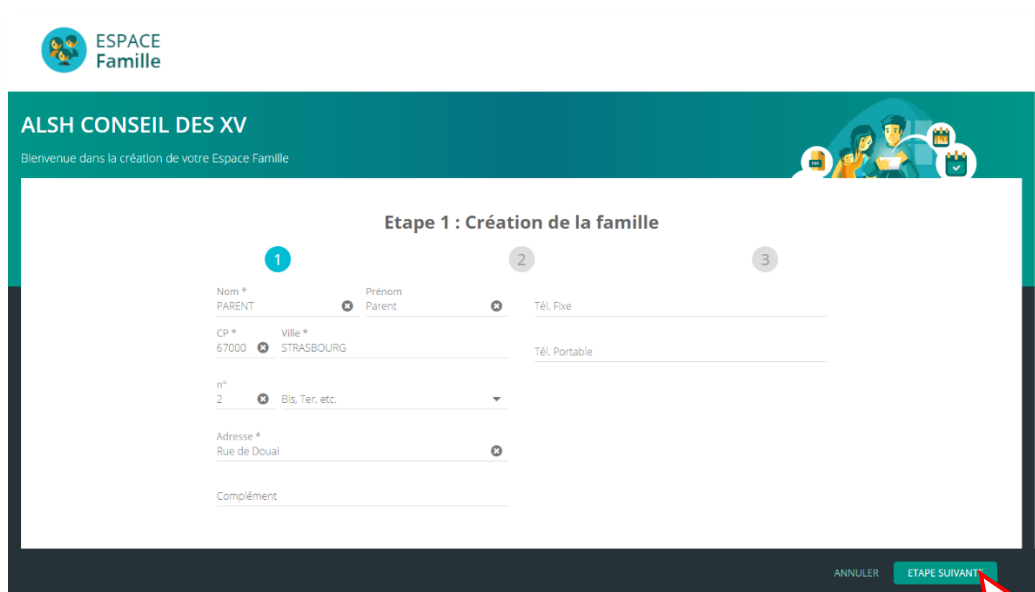 ESPACE
Famille
ALSH CONSEIL DES XV
Bienvenue dans la création de votre Espace Famille
PDF
Etape 1 : Création de la famille
1 2 3
Nom * Prénom
PARENT Parent Tél. Fixe
CP * Ville *
67000 STRASBOURG Tél. Portable
n°
2 Bis, Ter, etc.
Adresse *
Rue de Douai
Complément
ANNULER ETAPE SUIVANTE